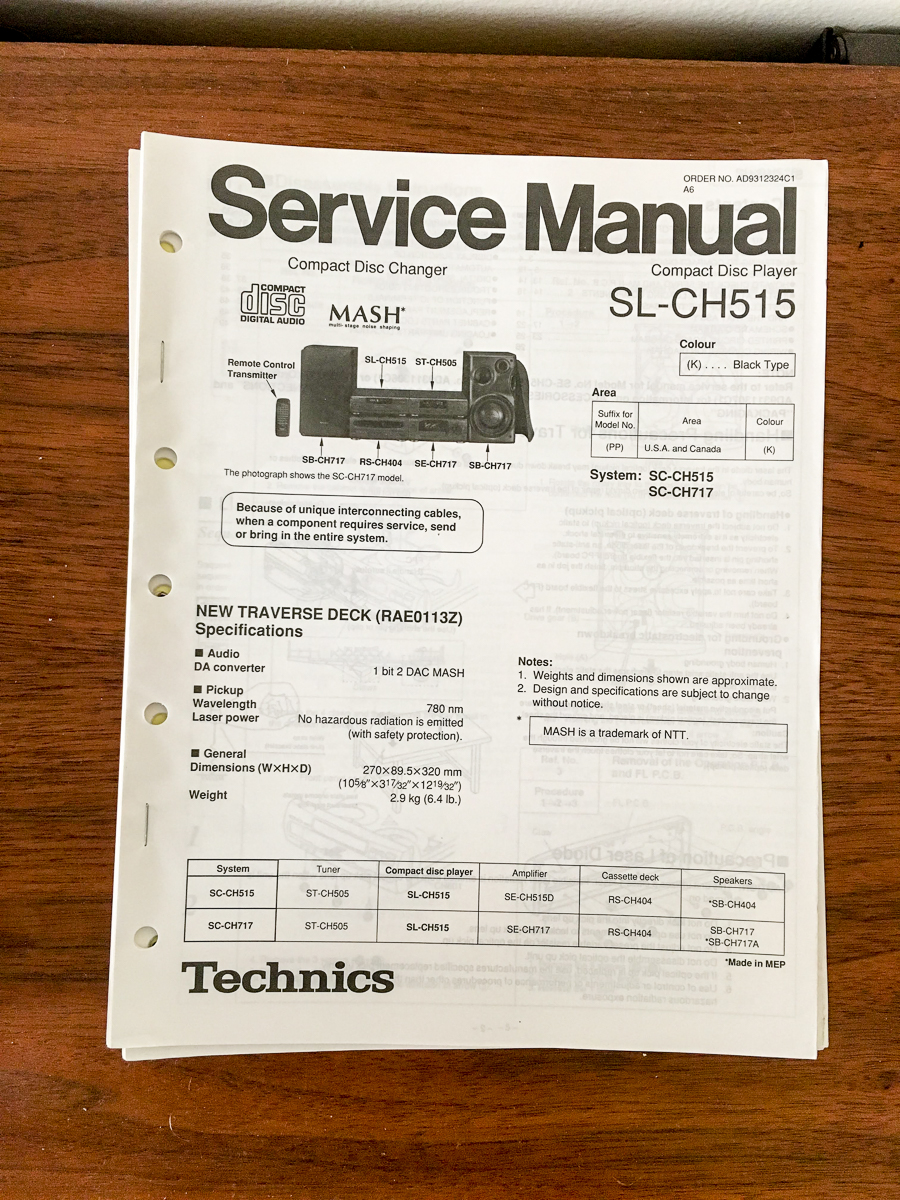 ORDER NO. AD9312324C1
A6
Service Manual
Compact Disc Changer
Compact Disc Player
SL-CH515
COMPACT
disc
DIGITAL AUDIO
MASH*
multi stage noise shaping
Colour
(K) . . . . Black Type
Remote Control
Transmitter
SL-CH515 ST-CH505
SB-CH717 RS-CH404 SE-CH717 SB-CH717
The photograph shows the SC-CH717 model.
Area
Suffix for Model No. Area Colour
(PP) U.S.A. and Canada (K)
System: SC-CH515
SC-CH717
Because of unique interconnecting cables,
when a component requires service, send
or bring in the entire system.
NEW TRAVERSE DECK (RAE0113Z)
Specifications
■ Audio
DA converter 1 bit 2 DAC MASH
■ Pickup
Wavelength 780 nm
Laser power No hazardous radiation is emitted
(with safety protection).
■ General
Dimensions (W×H×D) 270×89.5×320 mm
(10 5/8"×3 17/32"×12 19/32")
Weight 2.9 kg (6.4 lb.)
Notes:
1. Weights and dimensions shown are approximate.
2. Design and specifications are subject to change
without notice.
* MASH is a trademark of NTT.
System Tuner Compact disc player Amplifier Cassette deck Speakers
SC-CH515 ST-CH505 SL-CH515 SE-CH515D RS-CH404 *SB-CH404
SC-CH717 ST-CH505 SL-CH515 SE-CH717 RS-CH404 SB-CH717
*SB-CH717A
*Made in MEP
Technics